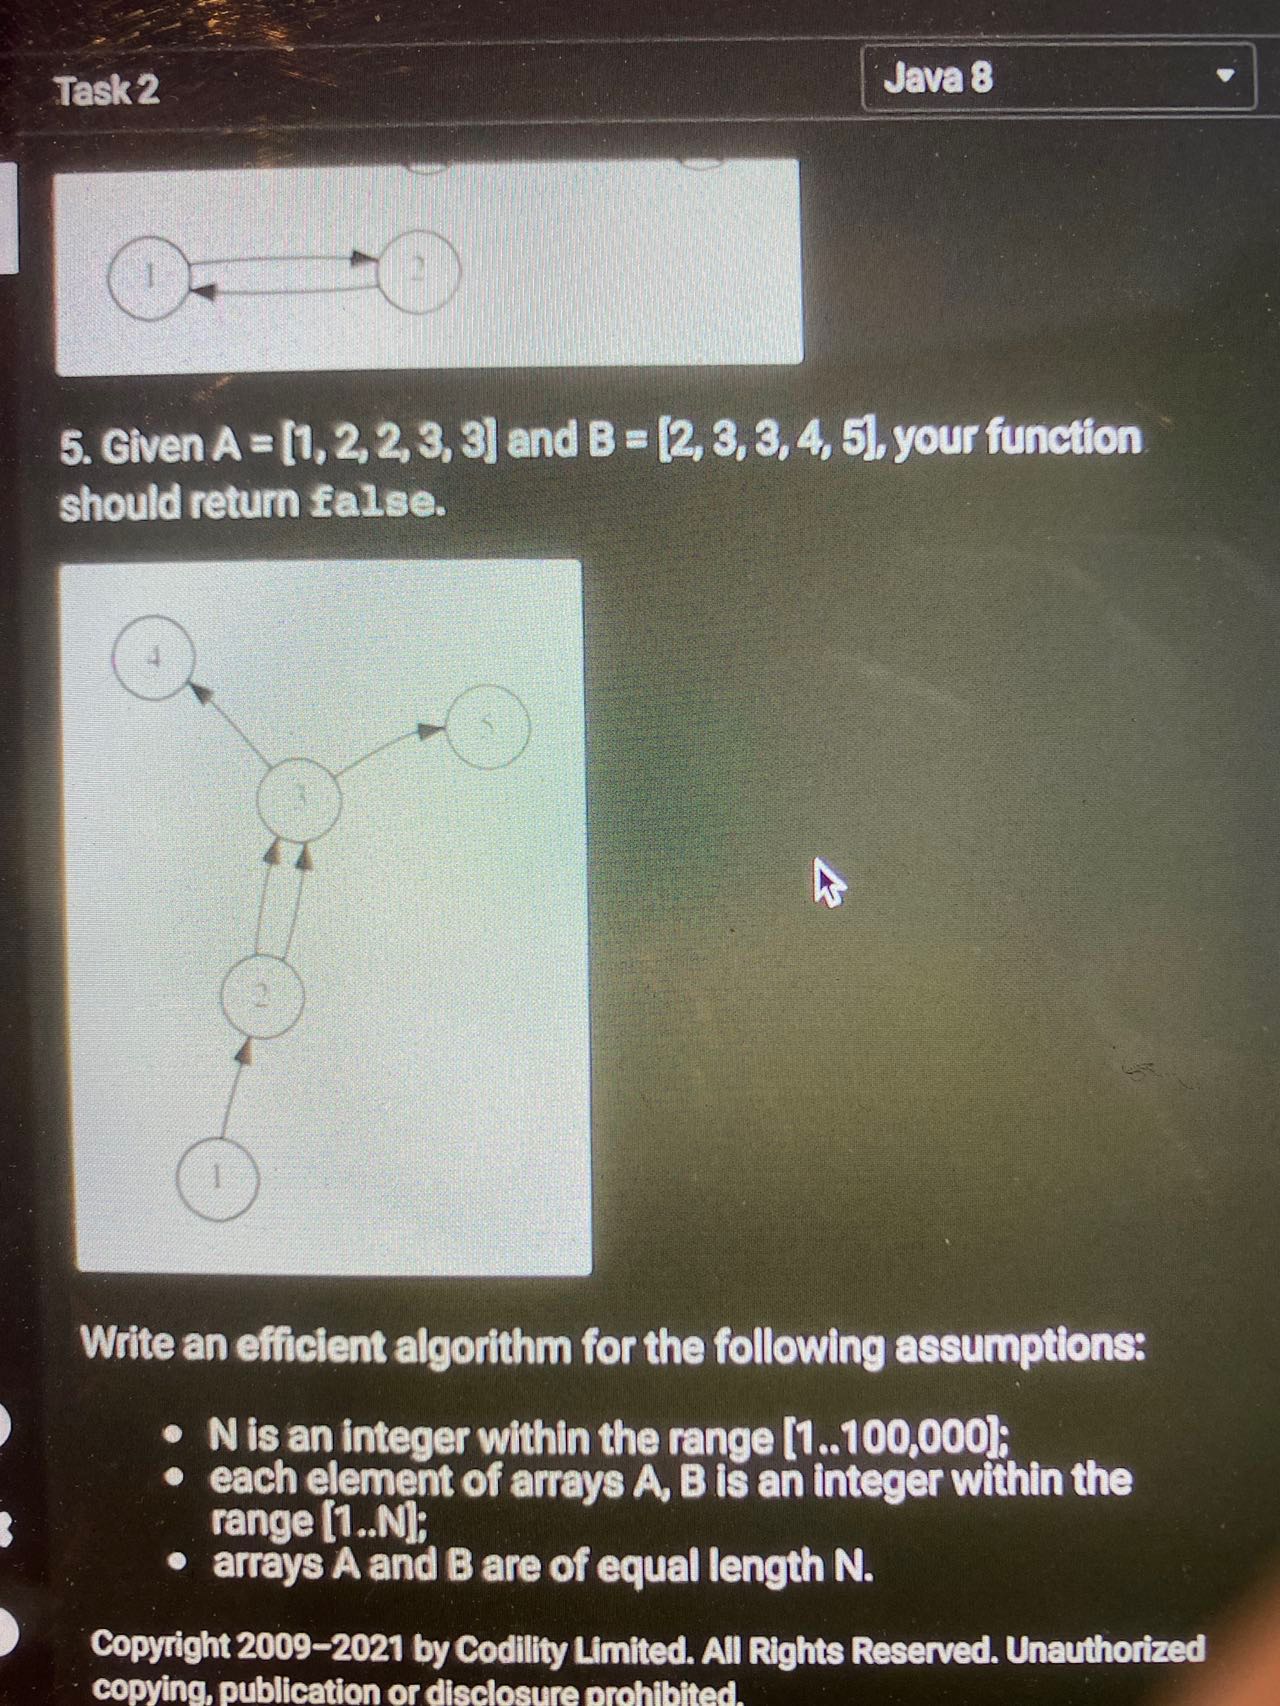 Task 2
Java 8
1
2
5. Given A = [1, 2, 2, 3, 3] and B = [2, 3, 3, 4, 5], your function
should return false.
4
5
3
2
1
Write an efficient algorithm for the following assumptions:
N is an integer within the range [1..100,000];
each element of arrays A, B is an integer within the
range [1..N];
arrays A and B are of equal length N.
Copyright 2009–2021 by Codility Limited. All Rights Reserved. Unauthorized
copying, publication or disclosure prohibited.